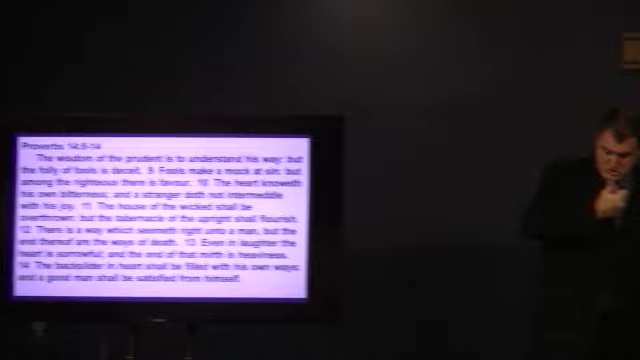 Proverbs 14:8-14
The wisdom of the prudent is to understand his way: but
the folly of fools is deceit. 9 Fools make a mock at sin: but
among the righteous there is favour. 10 The heart knoweth
his own bitterness; and a stranger doth not intermeddle
with his joy. 11 The house of the wicked shall be
overthrown: but the tabernacle of the upright shall flourish.
12 There is a way which seemeth right unto a man, but the
end thereof are the ways of death. 13 Even in laughter the
heart is sorrowful; and the end of that mirth is heaviness.
14 The backslider in heart shall be filled with his own ways:
and a good man shall be satisfied from himself.